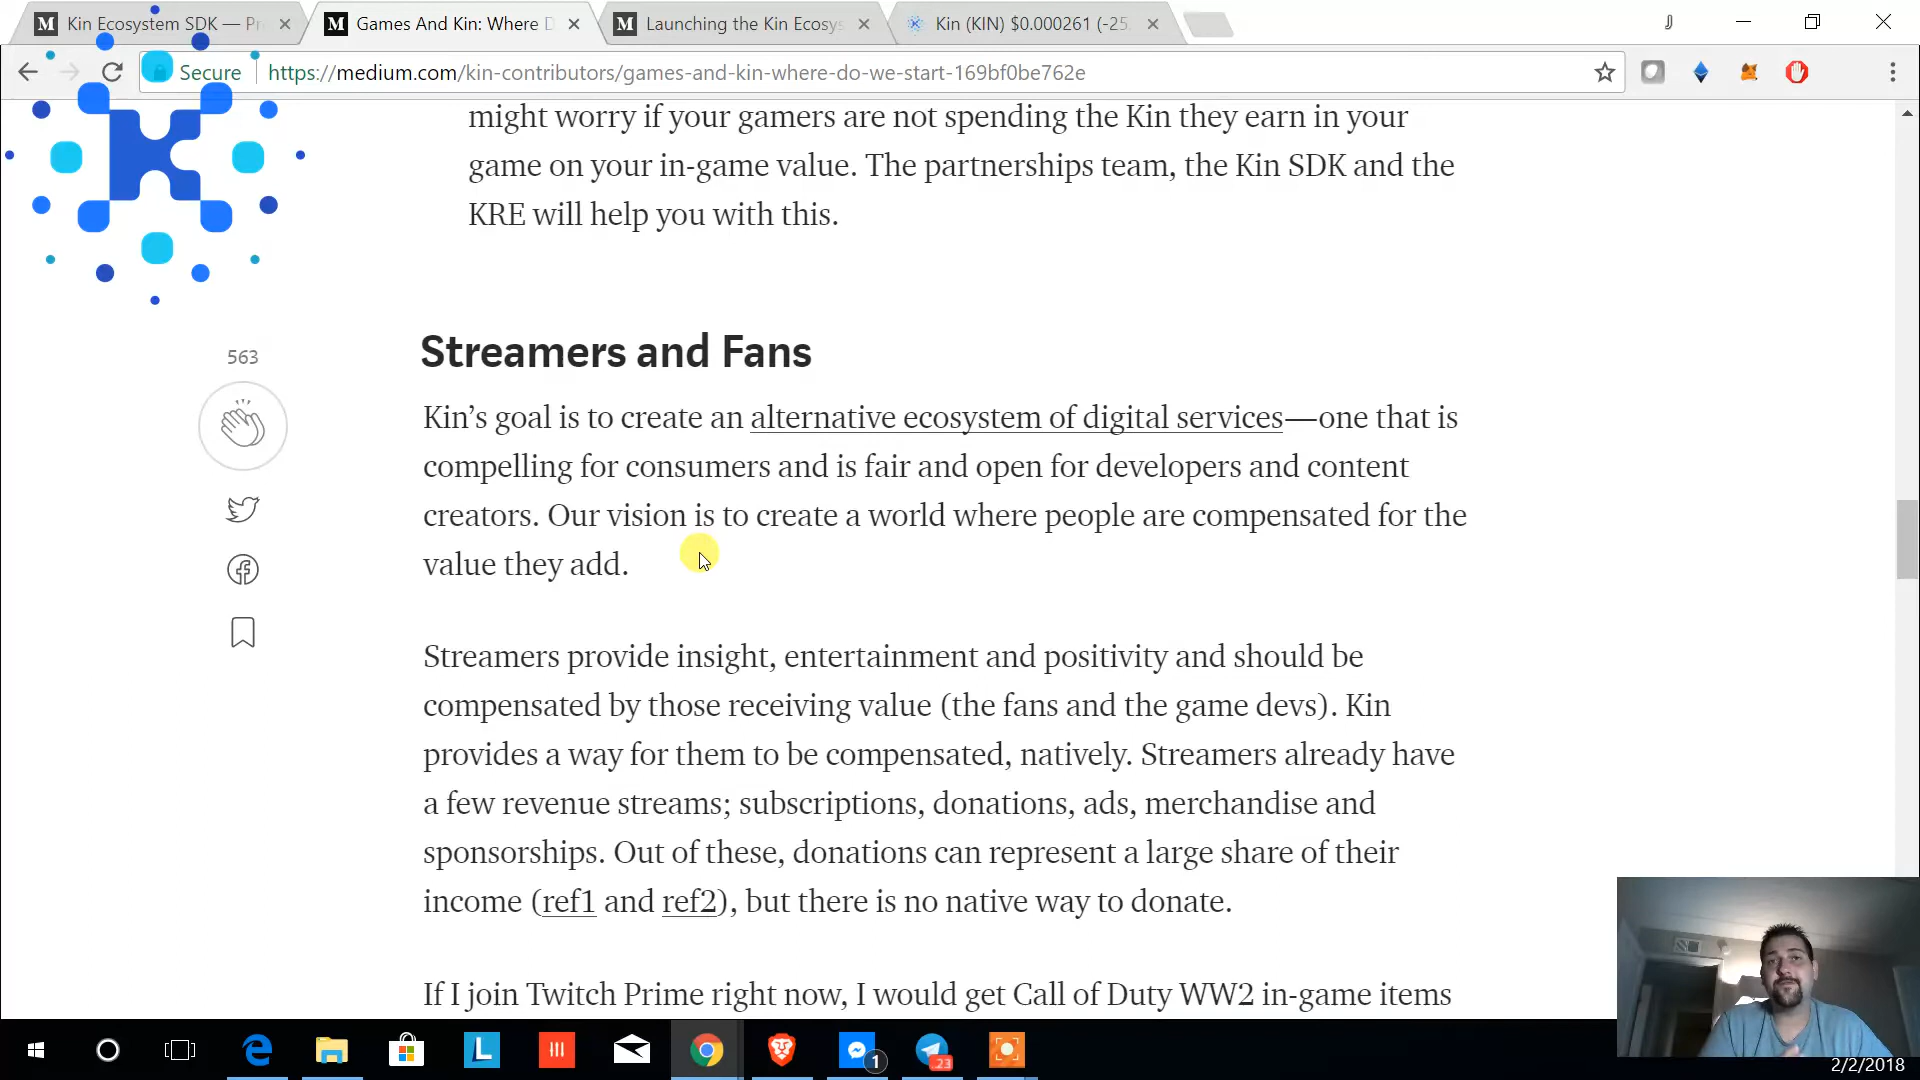 Kin Ecosystem SDK — Pr
Games And Kin: Where D
Launching the Kin Ecosys
Kin (KIN) $0.000261 (-25.
Secure
https://medium.com/kin-contributors/games-and-kin-where-do-we-start-169bf0be762e
might worry if your gamers are not spending the Kin they earn in your
game on your in-game value. The partnerships team, the Kin SDK and the
KRE will help you with this.
Streamers and Fans
563
Kin’s goal is to create an alternative ecosystem of digital services—one that is
compelling for consumers and is fair and open for developers and content
creators. Our vision is to create a world where people are compensated for the
value they add.
Streamers provide insight, entertainment and positivity and should be
compensated by those receiving value (the fans and the game devs). Kin
provides a way for them to be compensated, natively. Streamers already have
a few revenue streams; subscriptions, donations, ads, merchandise and
sponsorships. Out of these, donations can represent a large share of their
income (ref1 and ref2), but there is no native way to donate.
If I join Twitch Prime right now, I would get Call of Duty WW2 in-game items
1
23
2/2/2018